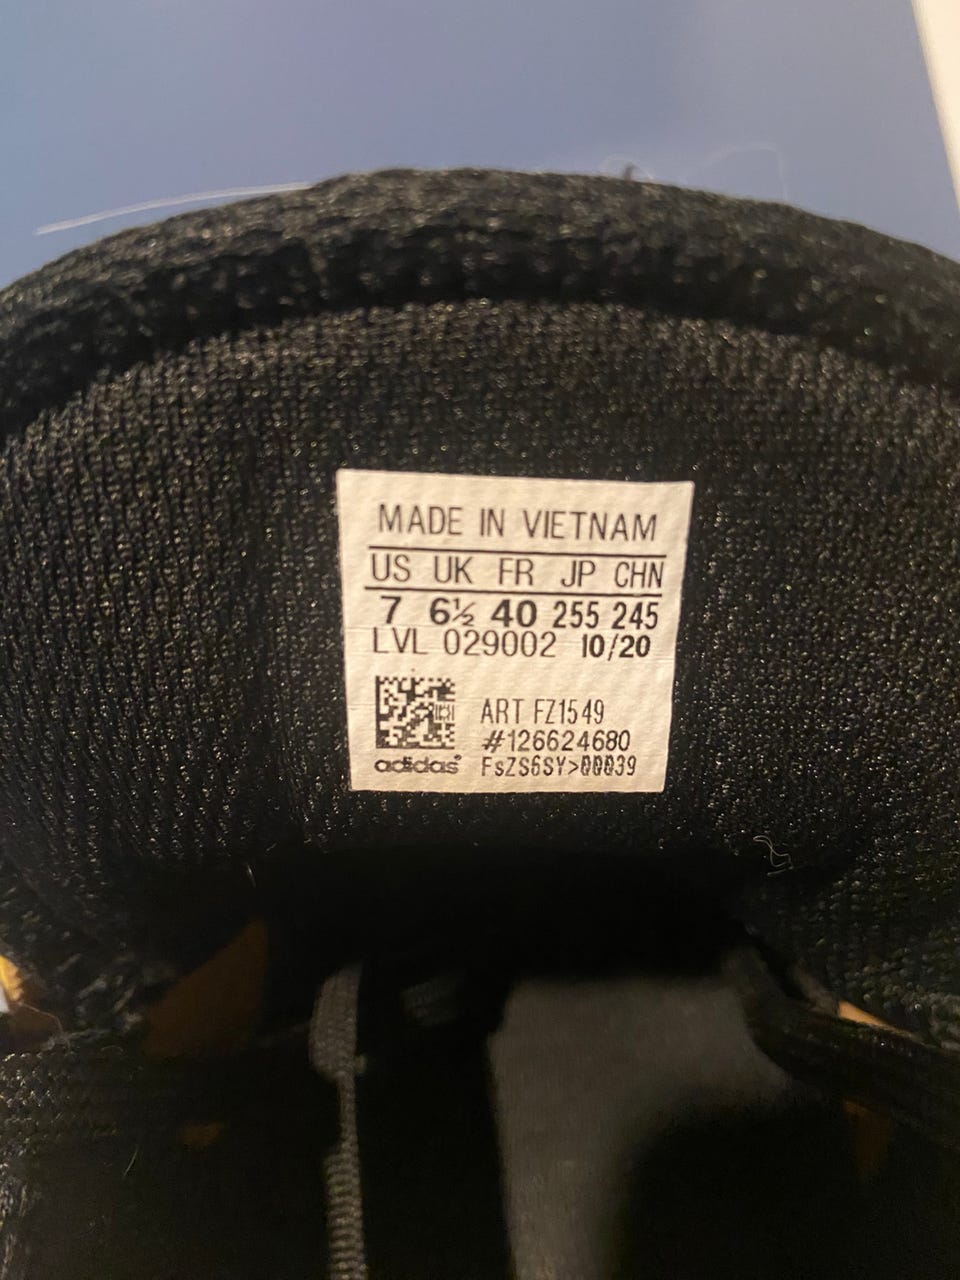 MADE IN VIETNAM
US UK FR JP CHN
7 6½ 40 255 245
LVL 029002 10/20
ART FZ1549
#126624680
adidas® FsZS6SY>00039